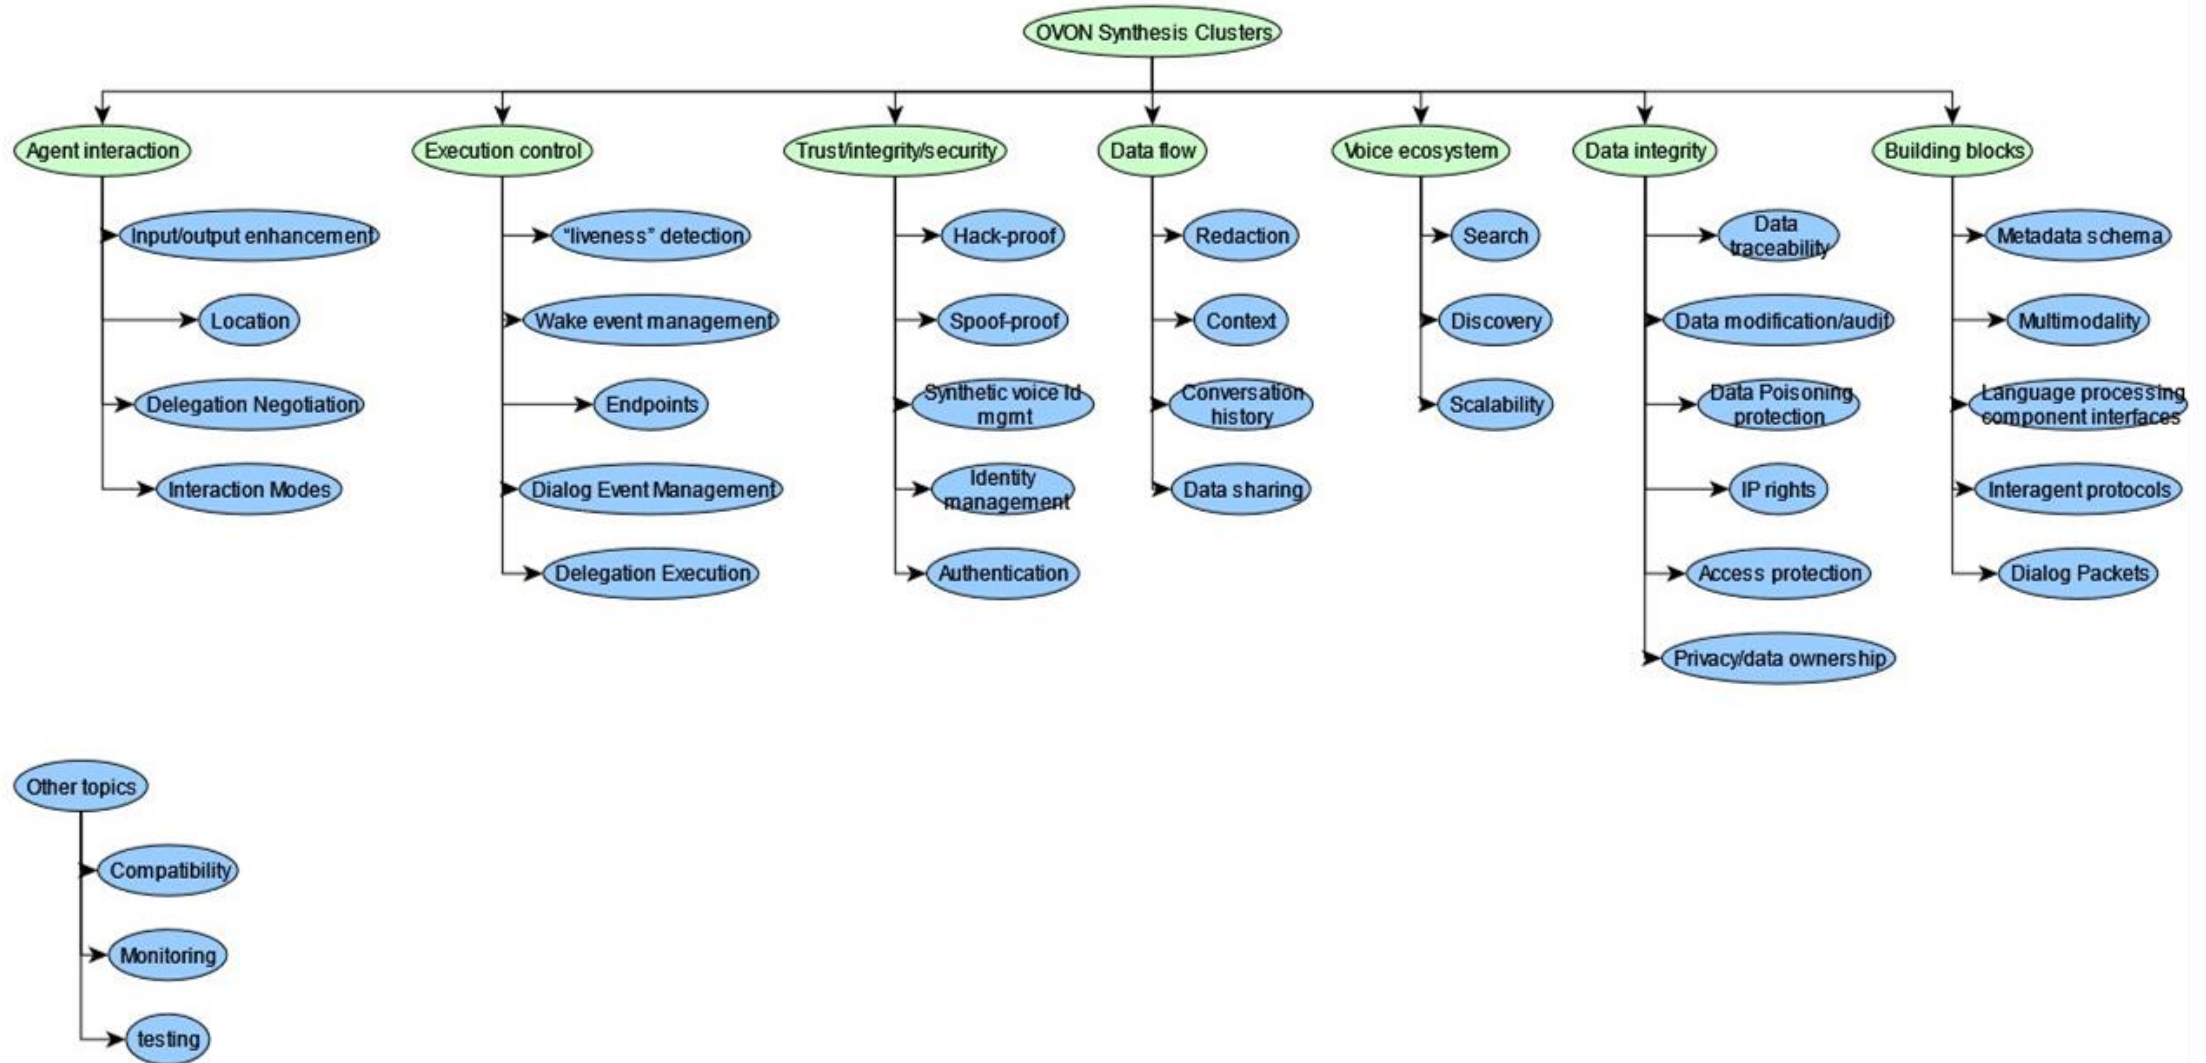 OVON Synthesis Clusters
Agent interaction
Execution control
Trust/integrity/security
Data flow
Voice ecosystem
Data integrity
Building blocks
Input/output enhancement
Location
Delegation Negotiation
Interaction Modes
“liveness” detection
Wake event management
Endpoints
Dialog Event Management
Delegation Execution
Hack-proof
Spoof-proof
Synthetic voice Id
mgmt
Identity
management
Authentication
Redaction
Context
Conversation
history
Data sharing
Search
Discovery
Scalability
Data
traceability
Data modification/audit
Data Poisoning
protection
IP rights
Access protection
Privacy/data ownership
Metadata schema
Multimodality
Language processing
component interfaces
Interagent protocols
Dialog Packets
Other topics
Compatibility
Monitoring
testing